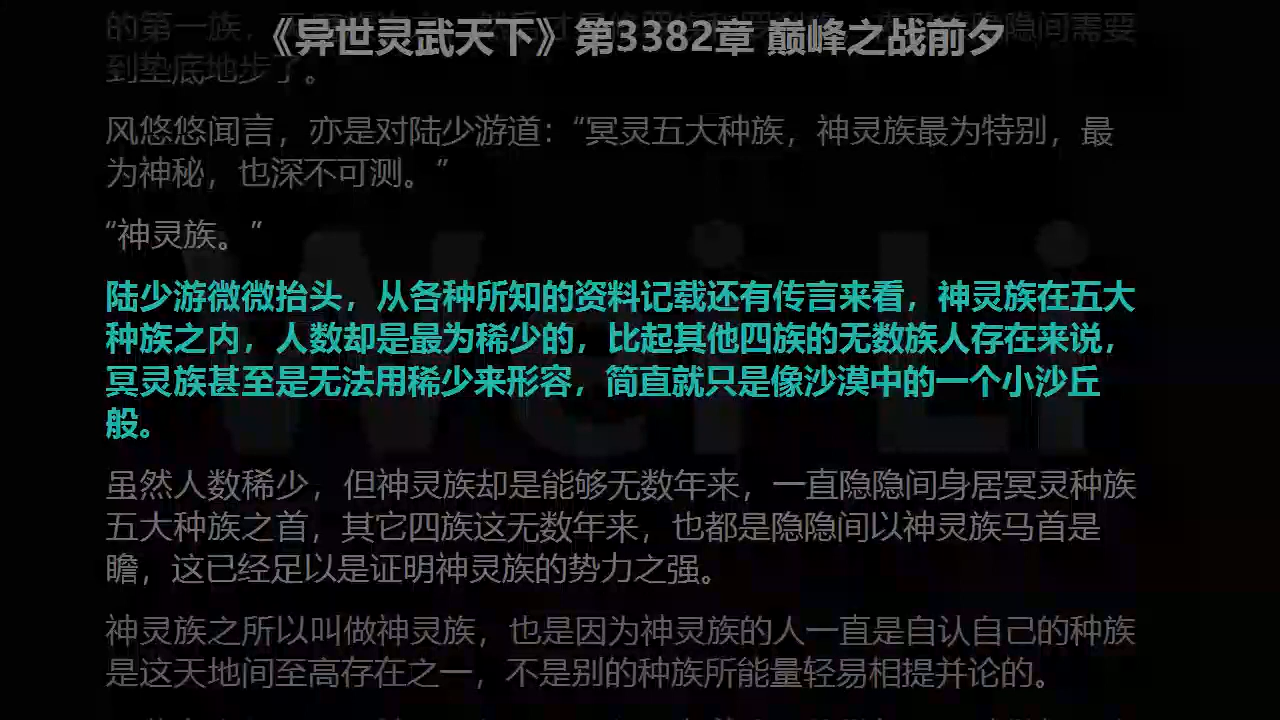 《异世灵武天下》第3382章 巅峰之战前夕
的第一族，
隐隐间需要
到垫底地步了。
风悠悠闻言，亦是对陆少游道：“冥灵五大种族，神灵族最为特别，最
为神秘，也深不可测。”
“神灵族。”
陆少游微微抬头，从各种所知的资料记载还有传言来看，神灵族在五大
种族之内，人数却是最为稀少的，比起其他四族的无数族人存在来说，
冥灵族甚至是无法用稀少来形容，简直就只是像沙漠中的一个小沙丘
般。
虽然人数稀少，但神灵族却是能够无数年来，一直隐隐间身居冥灵种族
五大种族之首，其它四族这无数年来，也都是隐隐间以神灵族马首是
瞻，这已经足以是证明神灵族的势力之强。
神灵族之所以叫做神灵族，也是因为神灵族的人一直是自认自己的种族
是这天地间至高存在之一，不是别的种族所能量轻易相提并论的。
Wei Li